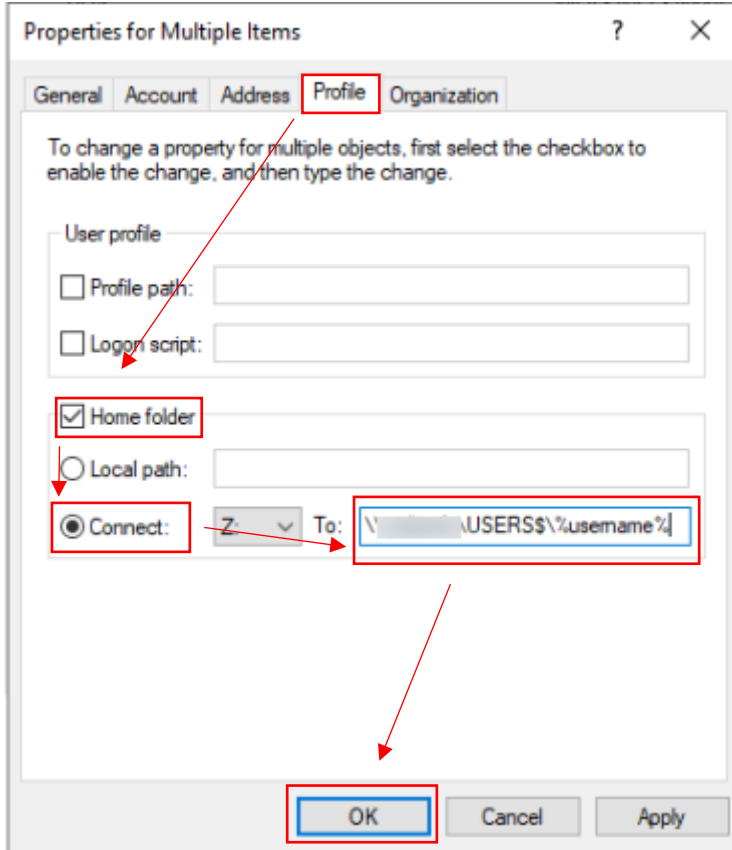 Properties for Multiple Items ? ×
General Account Address Profile Organization
To change a property for multiple objects, first select the checkbox to
enable the change, and then type the change.
User profile
Profile path:
Logon script:
Home folder
Local path:
Connect: Z: To: \\ \USERS$\%username%
OK Cancel Apply